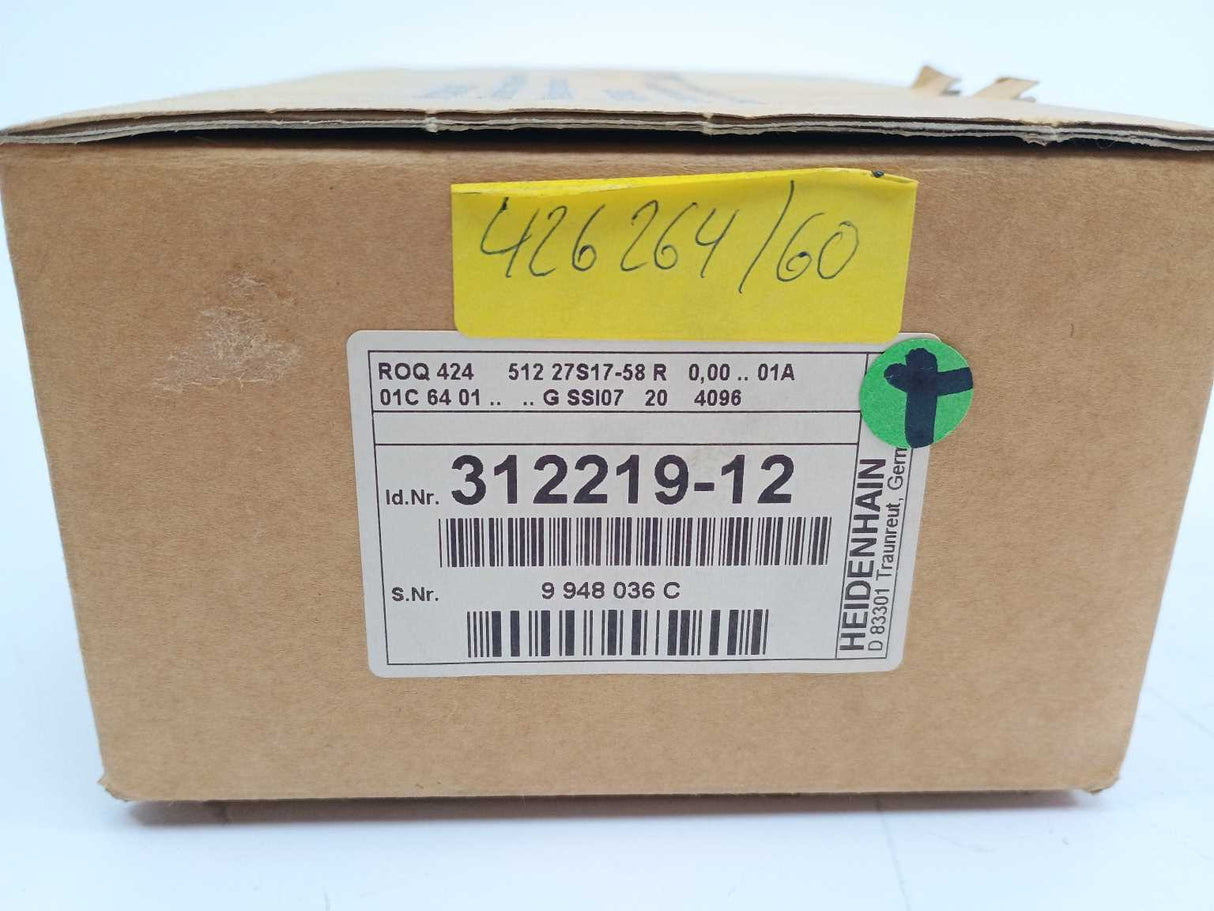 426264/60
ROQ 424 512 27S17-58 R 0,00 .. 01A
01C 64 01 .. .. G SSI07 20 4096
Id.Nr. 312219-12
S.Nr. 9 948 036 C
HEIDENHAIN
D 83301 Traunreut, Germ